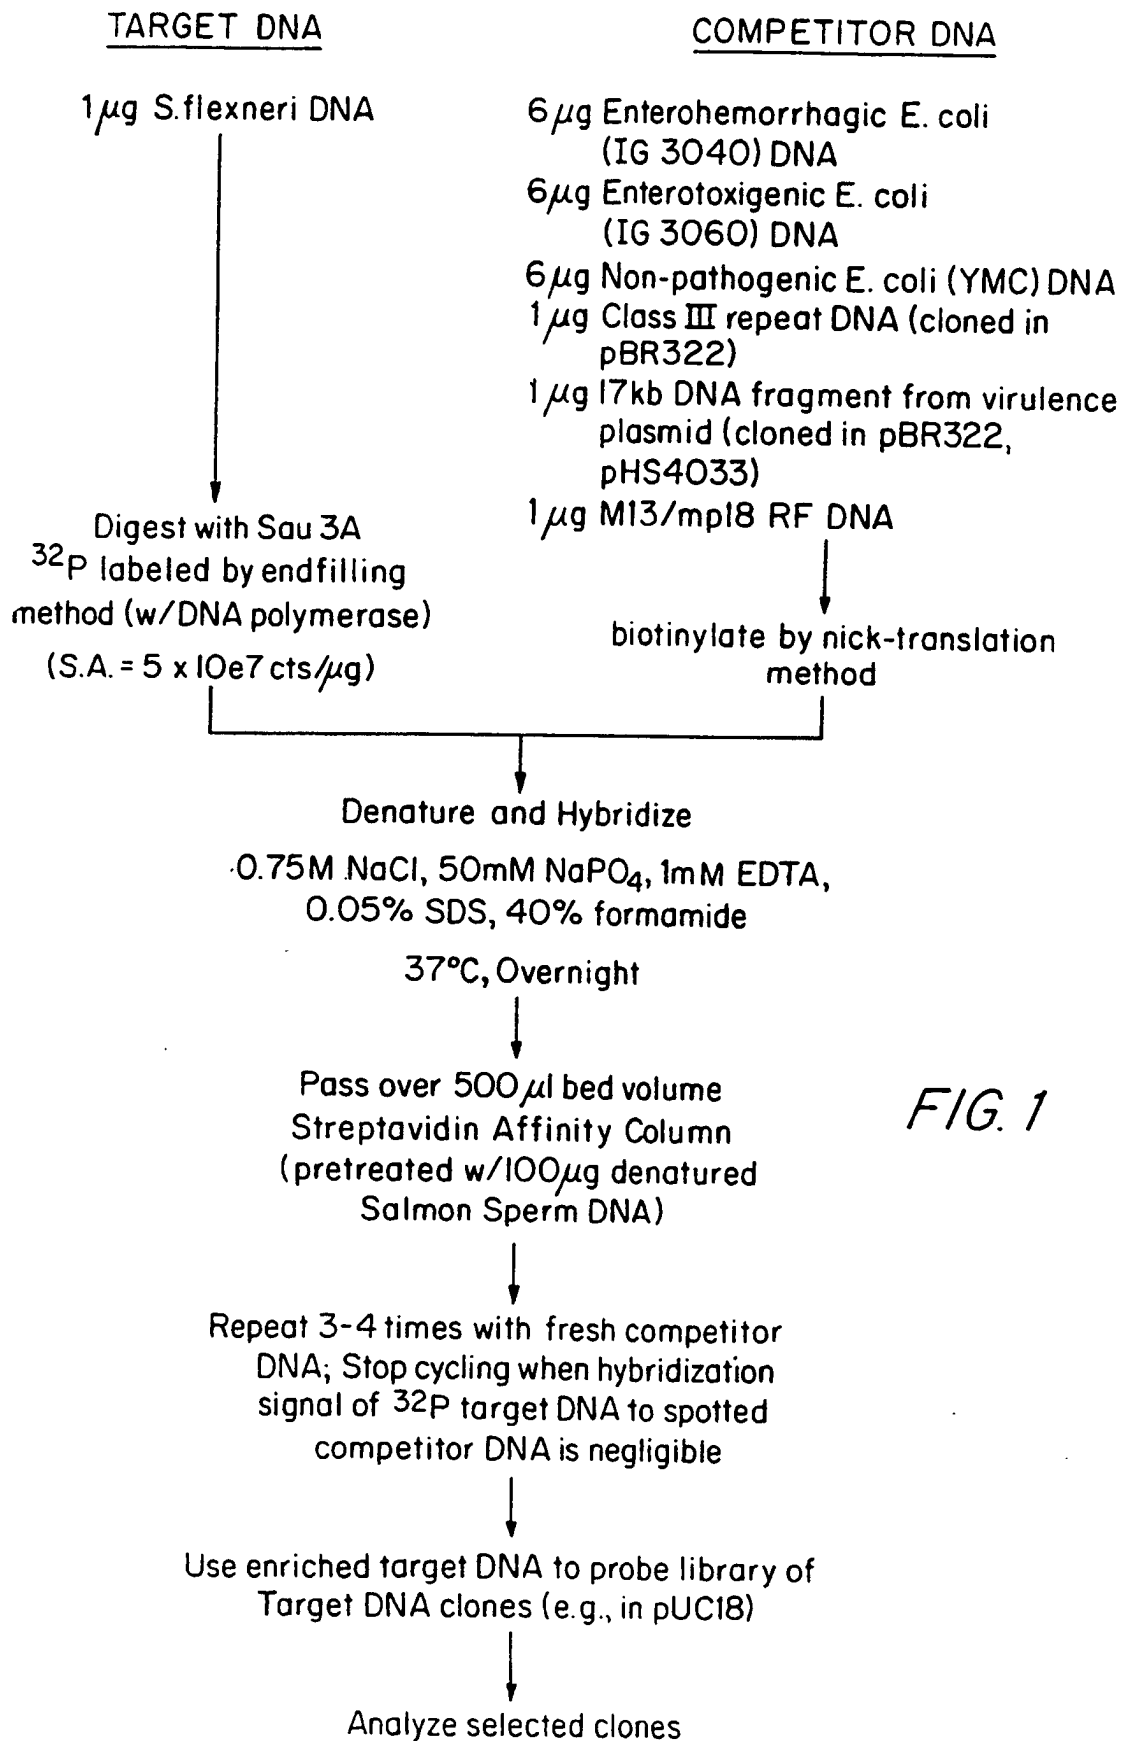 TARGET DNA
1µg S.flexneri DNA
Digest with Sau 3A
32P labeled by endfilling
method (w/DNA polymerase)
(S.A. = 5 x 10e7 cts/µg)
COMPETITOR DNA
6µg Enterohemorrhagic E. coli
(IG 3040) DNA
6µg Enterotoxigenic E. coli
(IG 3060) DNA
6µg Non-pathogenic E. coli (YMC) DNA
1µg Class III repeat DNA (cloned in
pBR322)
1µg 17kb DNA fragment from virulence
plasmid (cloned in pBR322,
pHS4033)
1µg M13/mp18 RF DNA
biotinylate by nick-translation
method
Denature and Hybridize
0.75M NaCl, 50mM NaPO4, 1mM EDTA,
0.05% SDS, 40% formamide
37°C, Overnight
Pass over 500µl bed volume
Streptavidin Affinity Column
(pretreated w/100µg denatured
Salmon Sperm DNA)
FIG. 1
Repeat 3-4 times with fresh competitor
DNA; Stop cycling when hybridization
signal of 32P target DNA to spotted
competitor DNA is negligible
Use enriched target DNA to probe library of
Target DNA clones (e.g., in pUC18)
Analyze selected clones